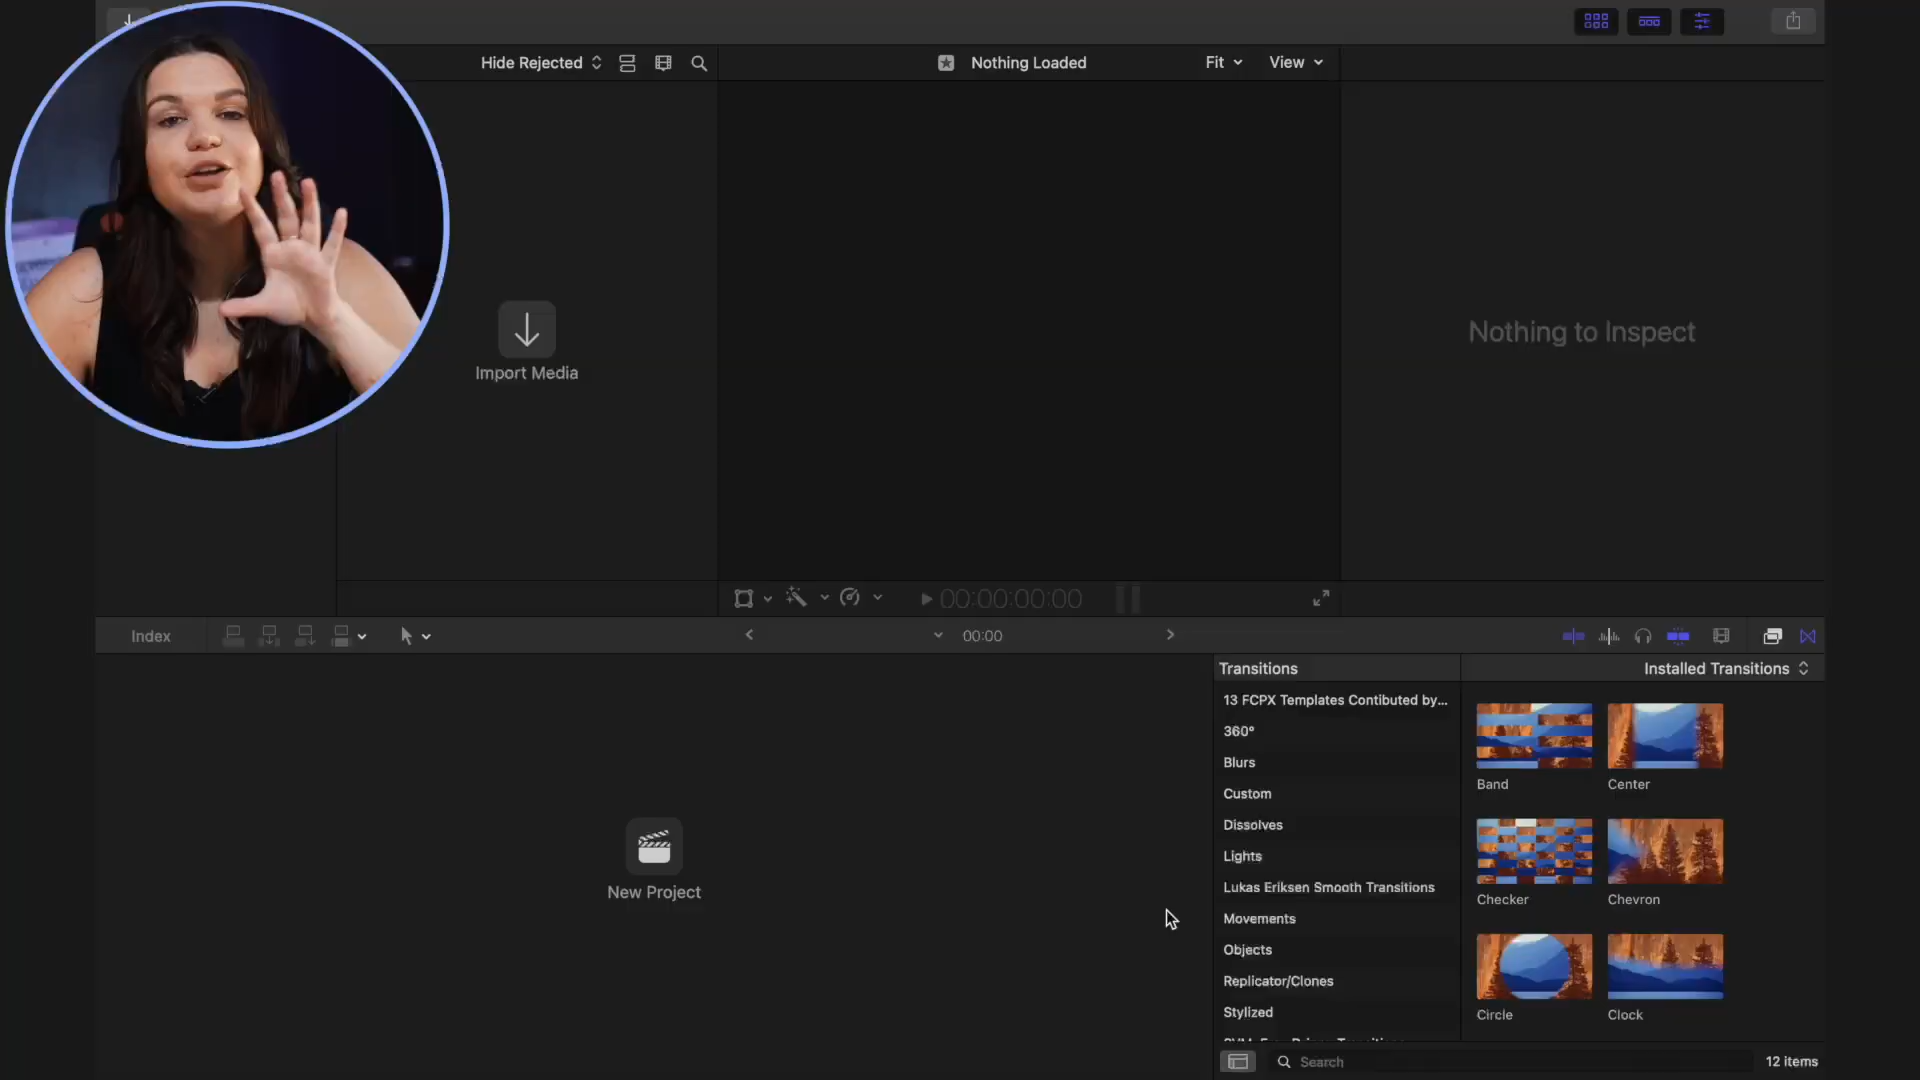 Hide Rejected
Nothing Loaded
Fit
View
Import Media
Nothing to Inspect
00:00:00:00
Index
00:00
Transitions
Installed Transitions
13 FCPX Templates Contibuted by...
360°
Blurs
Custom
Dissolves
Lights
Lukas Eriksen Smooth Transitions
Movements
Objects
Replicator/Clones
Stylized
Band
Center
Checker
Chevron
Circle
Clock
New Project
Search
12 items